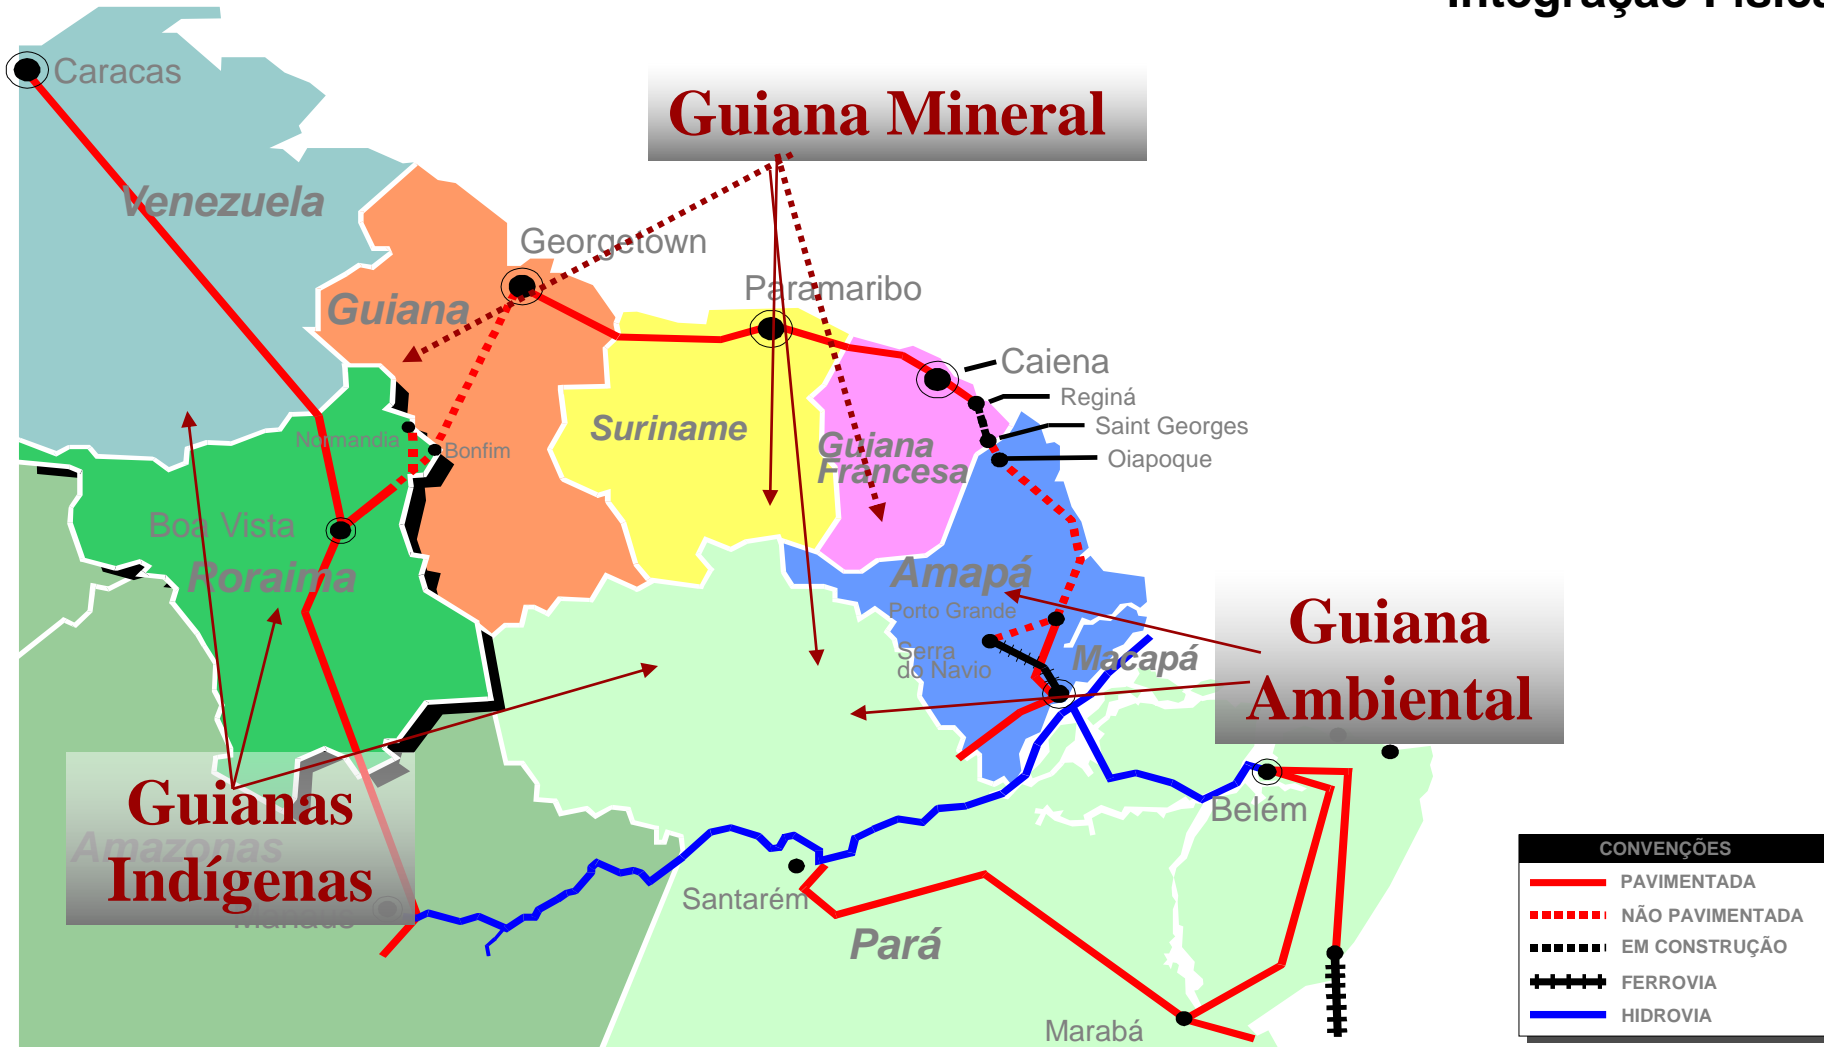 Integração Física
Caracas
Guiana Mineral
Venezuela
Georgetown
Guiana
Paramaribo
Caiena
Reginá
Saint Georges
Oiapoque
Suriname
Guiana
Francesa
Normandia
Bonfim
Boa Vista
Roraima
Amapá
Porto Grande
Serra
do Navio
Macapá
Guiana
Ambiental
Guianas
Indígenas
Amazonas
Manaus
Belém
Santarém
Pará
Marabá
CONVENÇÕES
PAVIMENTADA
NÃO PAVIMENTADA
EM CONSTRUÇÃO
FERROVIA
HIDROVIA